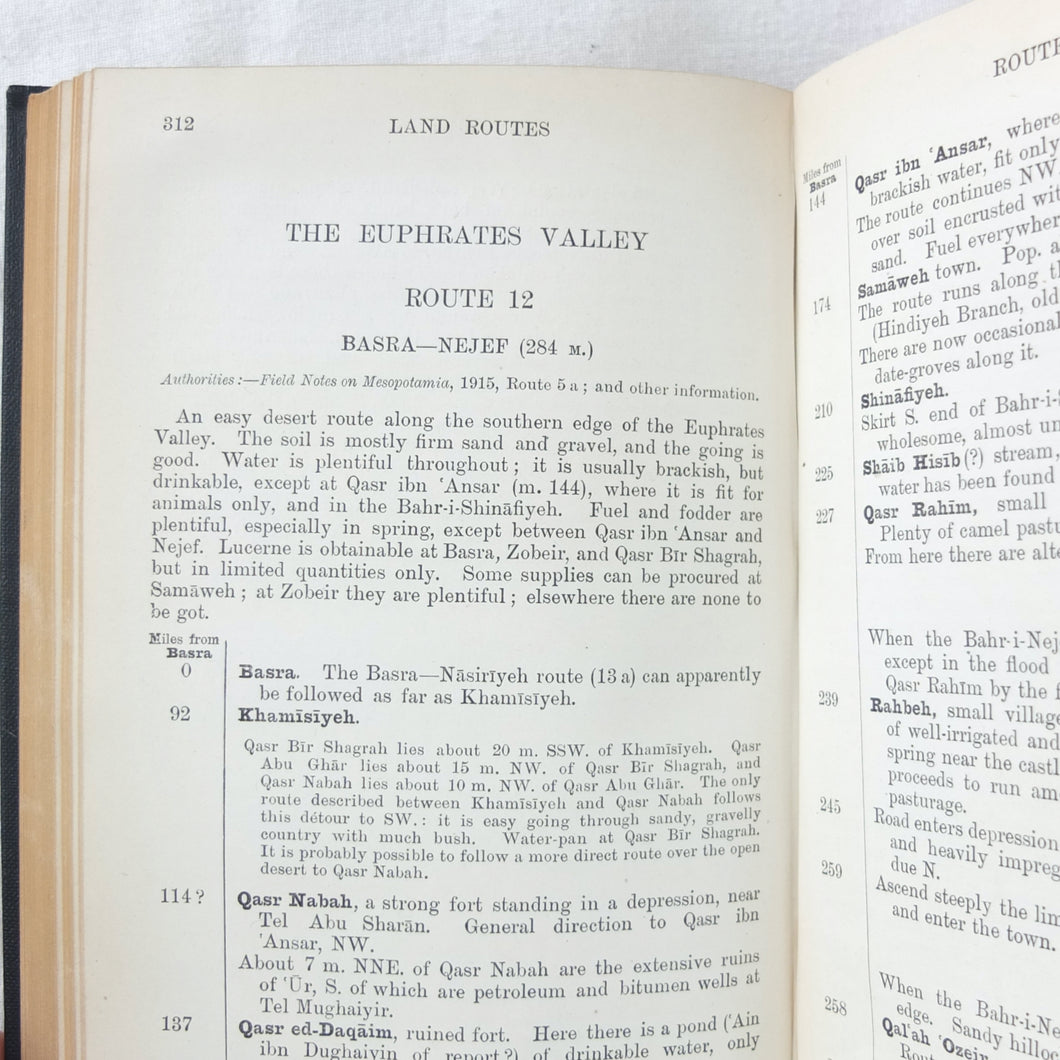 312
LAND ROUTES
THE EUPHRATES VALLEY
ROUTE 12
BASRA—NEJEF (284 M.)
Authorities:—Field Notes on Mesopotamia, 1915, Route 5 a ; and other information.
An easy desert route along the southern edge of the Euphrates
Valley. The soil is mostly firm sand and gravel, and the going is
good. Water is plentiful throughout ; it is usually brackish, but
drinkable, except at Qasr ibn ʿAnsar (m. 144), where it is fit for
animals only, and in the Bahr-i-Shināfiyeh. Fuel and fodder are
plentiful, especially in spring, except between Qasr ibn ʿAnsar and
Nejef. Lucerne is obtainable at Basra, Zobeir, and Qasr Bīr Shagrah,
but in limited quantities only. Some supplies can be procured at
Samāweh ; at Zobeir they are plentiful ; elsewhere there are none to
be got.
Miles from
Basra
0 Basra. The Basra—Nāsirīyeh route (13 a) can apparently
be followed as far as Khamīsīyeh.
92 Khamīsīyeh.
Qasr Bīr Shagrah lies about 20 m. SSW. of Khamīsīyeh. Qasr
Abu Ghār lies about 15 m. NW. of Qasr Bīr Shagrah, and
Qasr Nabah lies about 10 m. NW. of Qasr Abu Ghār. The only
route described between Khamīsīyeh and Qasr Nabah follows
this détour to SW. : it is easy going through sandy, gravelly
country with much bush. Water-pan at Qasr Bīr Shagrah.
It is probably possible to follow a more direct route over the open
desert to Qasr Nabah.
114 ? Qasr Nabah, a strong fort standing in a depression, near
Tel Abu Sharān. General direction to Qasr ibn
ʿAnsar, NW.
About 7 m. NNE. of Qasr Nabah are the extensive ruins
of ʿŪr, S. of which are petroleum and bitumen wells at
Tel Mughaiyir.
137 Qasr ed-Daqāim, ruined fort. Here there is a pond (ʿAin
ibn Dughaiyin of report ?) of drinkable water, only
ROUTE
Miles from
Basra
144 Qasr ibn ʿAnsar, where
brackish water, fit only
The route continues NW.
over soil encrusted wit
sand. Fuel everywher
174 Samāweh town. Pop. a
The route runs along t
(Hindiyeh Branch, old
There are now occasional
date-groves along it.
210 Shināfiyeh.
Skirt S. end of Bahr-i-S
wholesome, almost un
225 Shāib Hisīb (?) stream,
water has been found
227 Qasr Rahīm, small
Plenty of camel pastu
From here there are alte
When the Bahr-i-Nej
except in the flood
Qasr Rahīm by the f
239 Rahbeh, small villag
of well-irrigated and
spring near the castl
proceeds to run am
pasturage.
245 Road enters depression
and heavily impreg
due N.
259 Ascend steeply the lim
and enter the town.
When the Bahr-i-Ne
258 edge. Sandy hilloc
Qalʿah ʿOzei